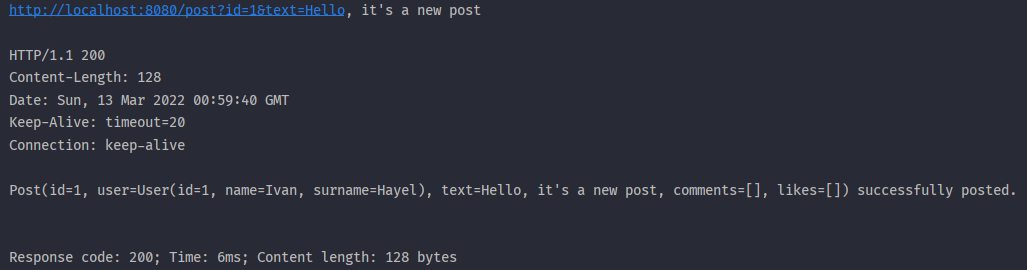 http://localhost:8080/post?id=1&text=Hello, it's a new post
HTTP/1.1 200
Content-Length: 128
Date: Sun, 13 Mar 2022 00:59:40 GMT
Keep-Alive: timeout=20
Connection: keep-alive
Post(id=1, user=User(id=1, name=Ivan, surname=Hayel), text=Hello, it's a new post, comments=[], likes=[]) successfully posted.
Response code: 200; Time: 6ms; Content length: 128 bytes